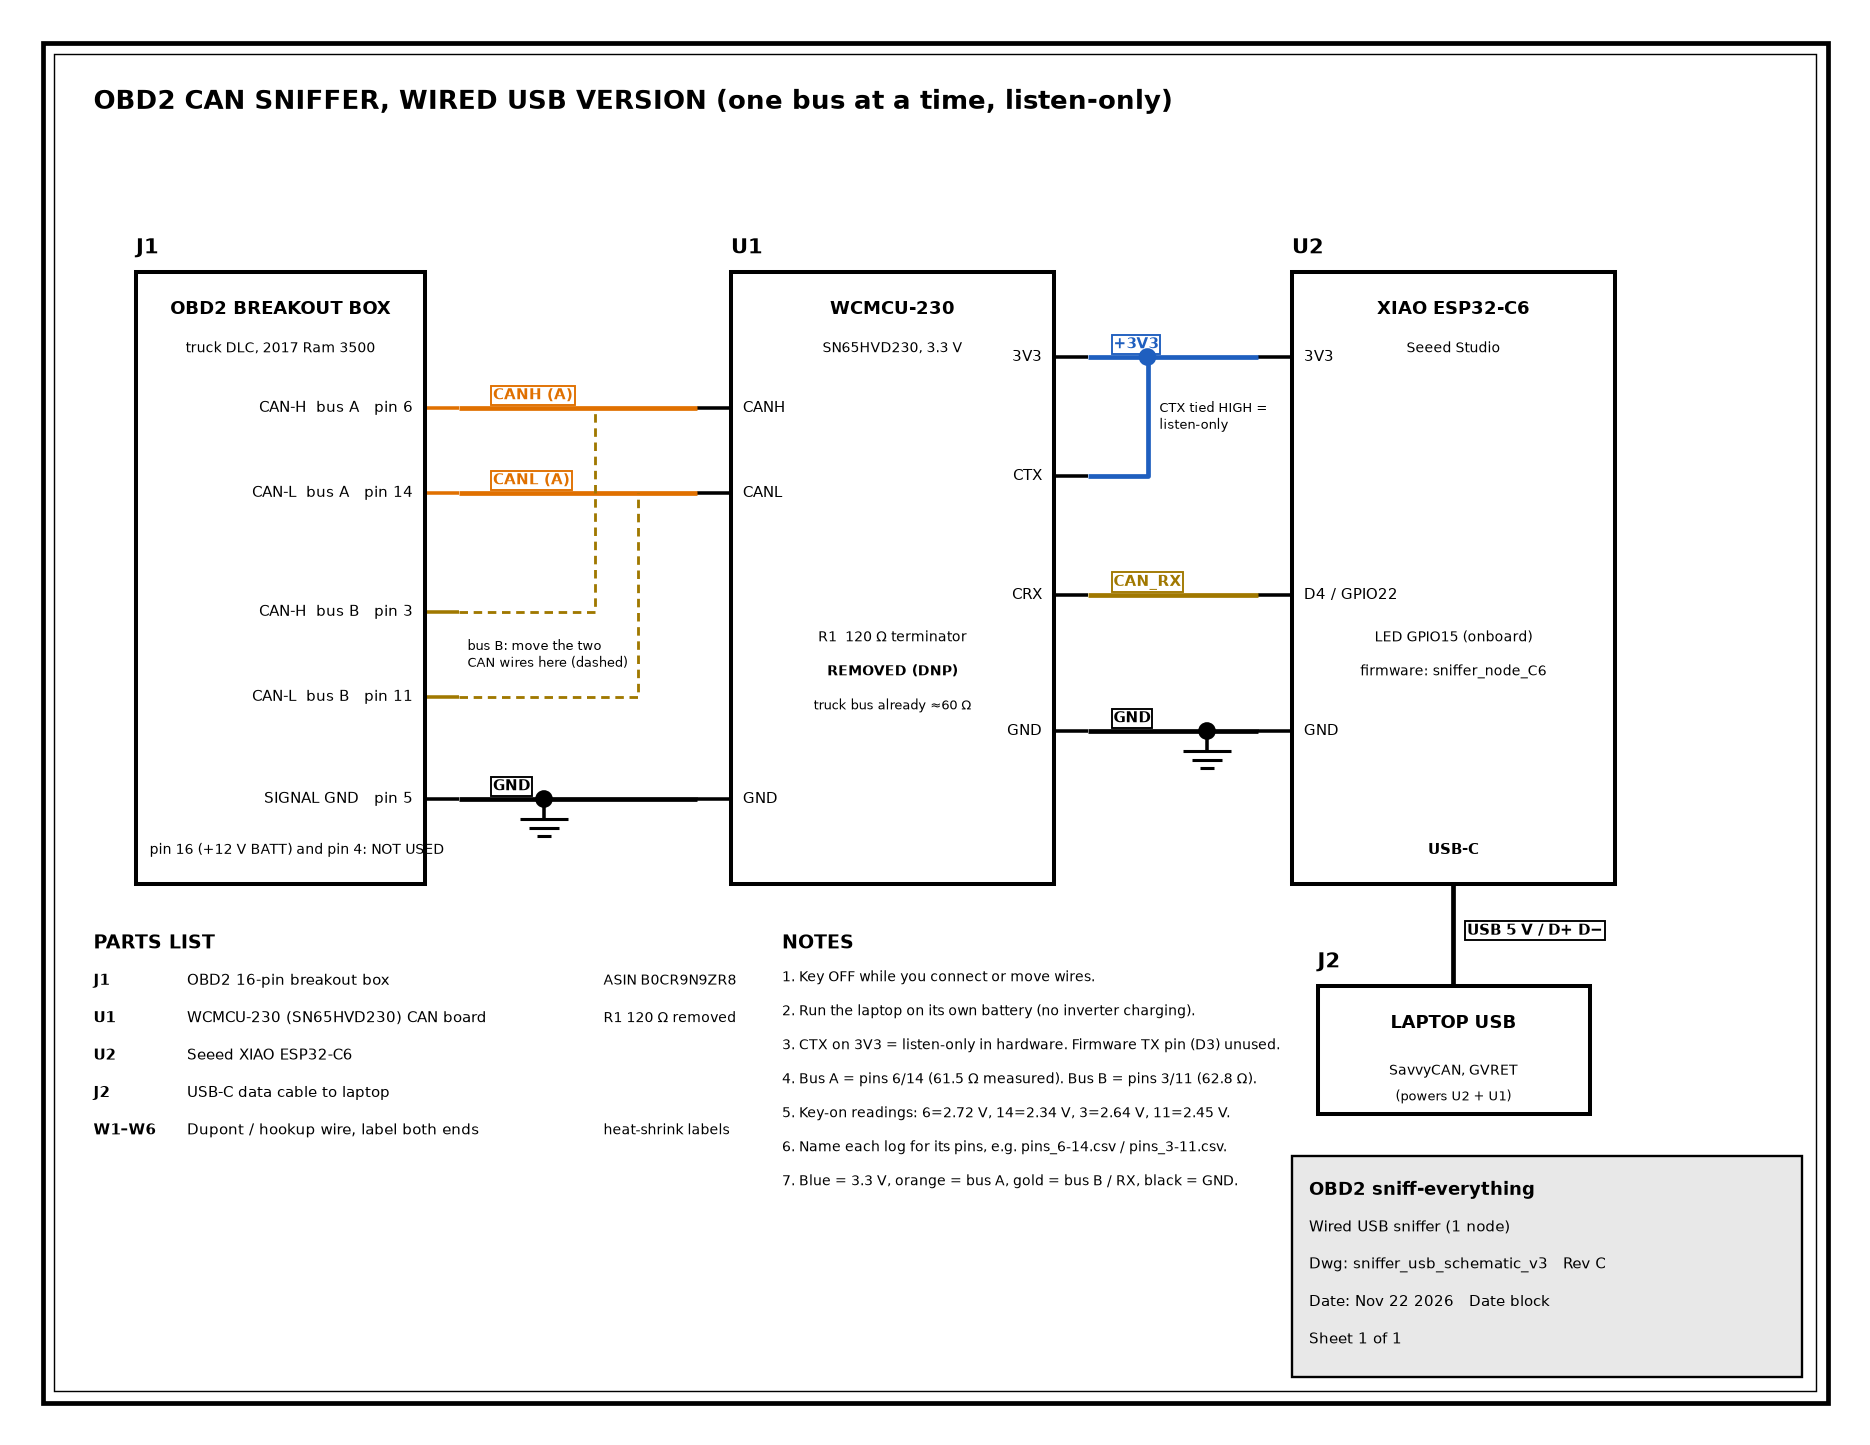 OBD2 CAN SNIFFER, WIRED USB VERSION (one bus at a time, listen-only)
J1
OBD2 BREAKOUT BOX
truck DLC, 2017 Ram 3500
CAN-H bus A pin 6
CAN-L bus A pin 14
CAN-H bus B pin 3
CAN-L bus B pin 11
SIGNAL GND pin 5
pin 16 (+12 V BATT) and pin 4: NOT USED
CANH (A)
CANL (A)
bus B: move the two
CAN wires here (dashed)
GND
U1
WCMCU-230
SN65HVD230, 3.3 V
CANH
CANL
GND
3V3
CTX
CRX
GND
R1 120 Ω terminator
REMOVED (DNP)
truck bus already ≈60 Ω
+3V3
CTX tied HIGH =
listen-only
CAN_RX
GND
U2
XIAO ESP32-C6
Seeed Studio
3V3
D4 / GPIO22
LED GPIO15 (onboard)
firmware: sniffer_node_C6
GND
USB-C
USB 5 V / D+ D−
J2
LAPTOP USB
SavvyCAN, GVRET
(powers U2 + U1)
PARTS LIST
J1 OBD2 16-pin breakout box ASIN B0CR9N9ZR8
U1 WCMCU-230 (SN65HVD230) CAN board R1 120 Ω removed
U2 Seeed XIAO ESP32-C6
J2 USB-C data cable to laptop
W1–W6 Dupont / hookup wire, label both ends heat-shrink labels
NOTES
1. Key OFF while you connect or move wires.
2. Run the laptop on its own battery (no inverter charging).
3. CTX on 3V3 = listen-only in hardware. Firmware TX pin (D3) unused.
4. Bus A = pins 6/14 (61.5 Ω measured). Bus B = pins 3/11 (62.8 Ω).
5. Key-on readings: 6=2.72 V, 14=2.34 V, 3=2.64 V, 11=2.45 V.
6. Name each log for its pins, e.g. pins_6-14.csv / pins_3-11.csv.
7. Blue = 3.3 V, orange = bus A, gold = bus B / RX, black = GND.
OBD2 sniff-everything
Wired USB sniffer (1 node)
Dwg: sniffer_usb_schematic_v3 Rev C
Date: Nov 22 2026 Date block
Sheet 1 of 1